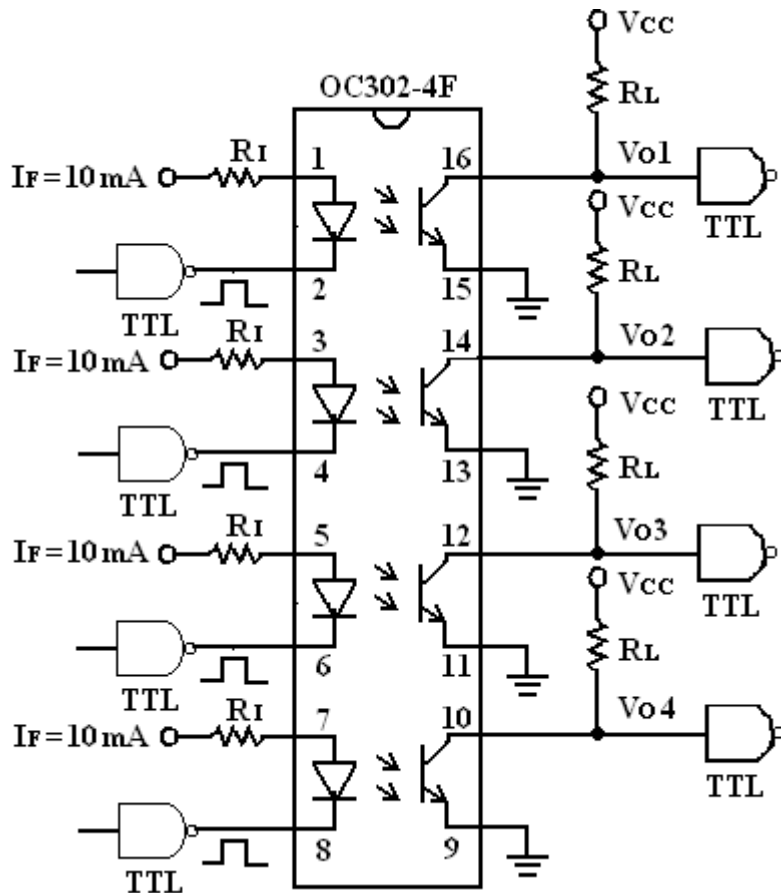 Vcc
OC302-4F
RL
IF=10mA
RI
1
16
Vo1
TTL
Vcc
2
15
TTL
RL
IF=10mA
RI
3
14
Vo2
TTL
Vcc
4
13
TTL
RL
IF=10mA
RI
5
12
Vo3
TTL
Vcc
6
11
TTL
RL
IF=10mA
RI
7
10
Vo4
TTL
8
9
TTL